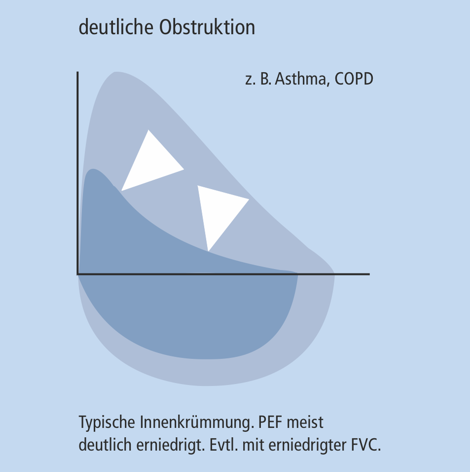 deutliche Obstruktion
z. B. Asthma, COPD
Typische Innenkrümmung. PEF meist
deutlich erniedrigt. Evtl. mit erniedrigter FVC.